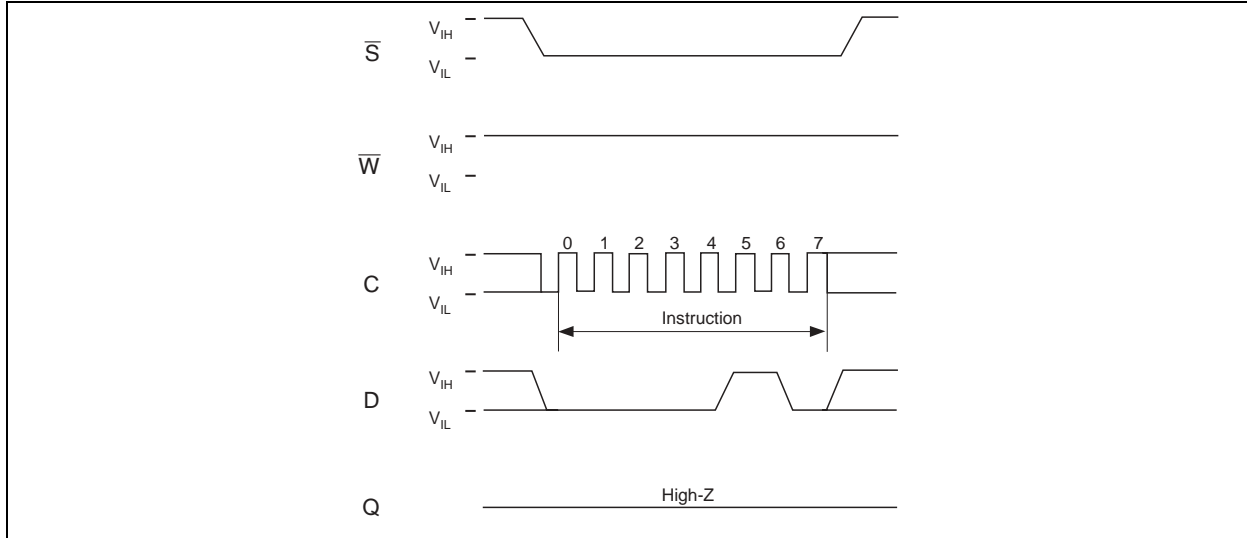 V_IH
S̅
V_IL
V_IH
W̅
V_IL
0 1 2 3 4 5 6 7
V_IH
C
V_IL
Instruction
V_IH
D
V_IL
High-Z
Q